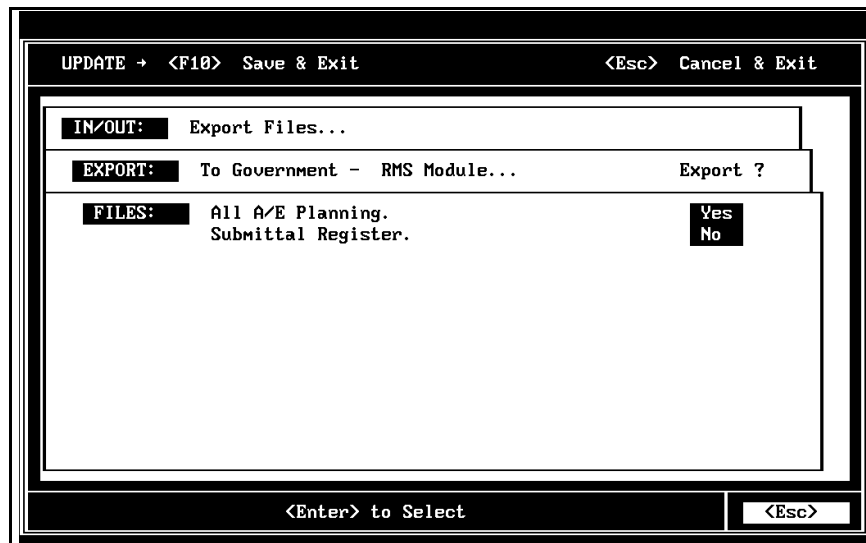 UPDATE → <F10> Save & Exit <Esc> Cancel & Exit
IN/OUT: Export Files...
EXPORT: To Government - RMS Module... Export ?
FILES: All A/E Planning. Yes
Submittal Register. No
<Enter> to Select <Esc>